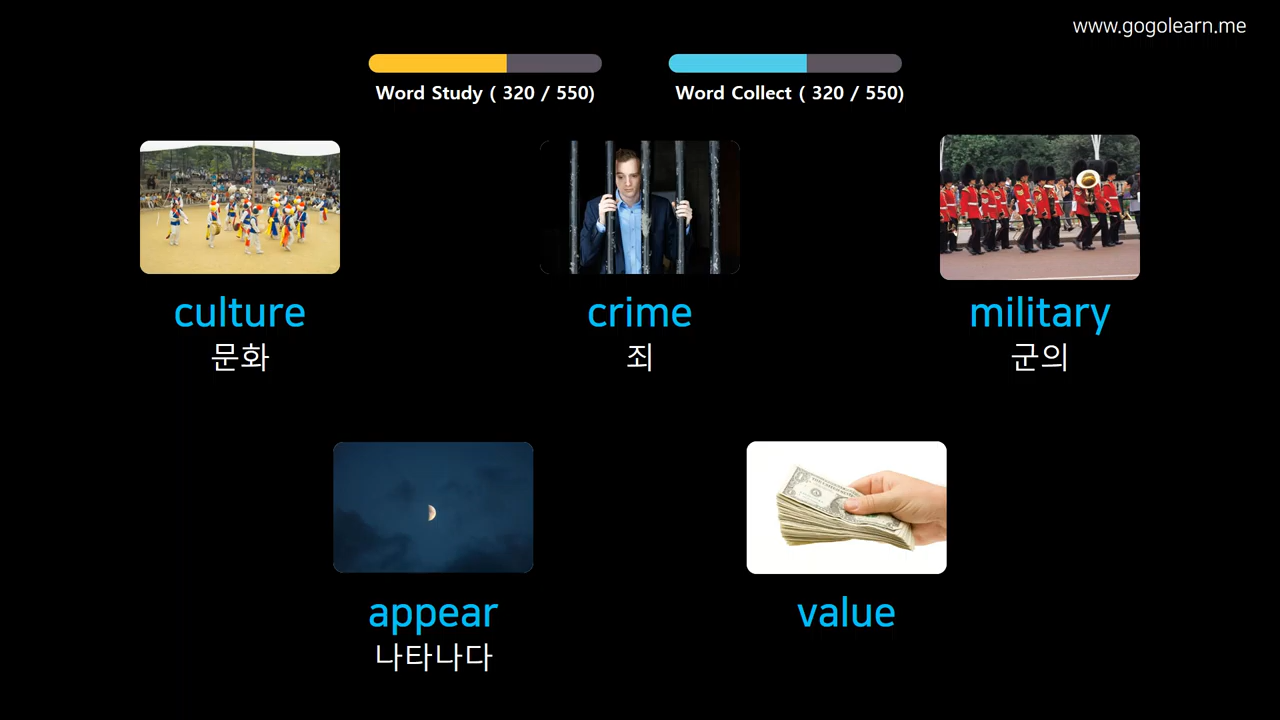 www.gogolearn.me
Word Study ( 320 / 550)
Word Collect ( 320 / 550)
culture
문화
crime
죄
military
군의
appear
나타나다
value